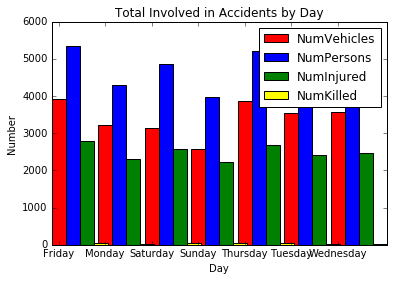 Total Involved in Accidents by Day
6000
5000
4000
3000
2000
1000
0
Number
NumVehicles
NumPersons
NumInjured
NumKilled
Friday Monday Saturday Sunday Thursday Tuesday Wednesday
Day